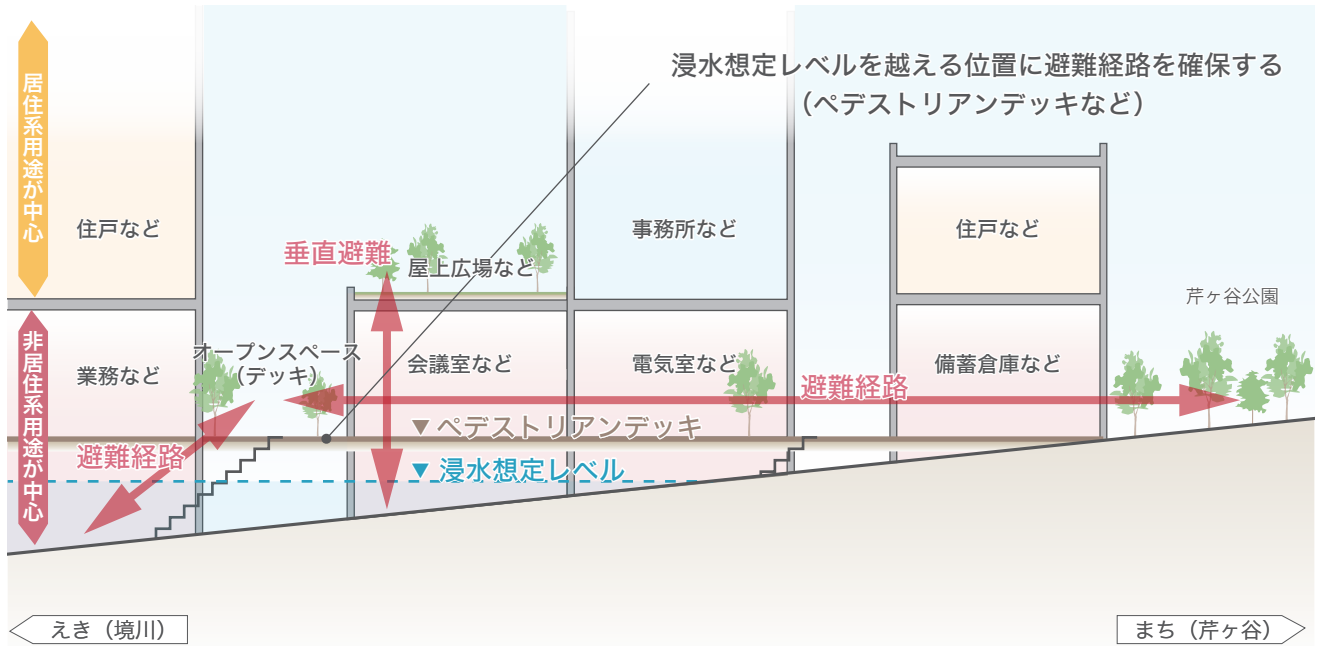 浸水想定レベルを越える位置に避難経路を確保する
（ペデストリアンデッキなど）
居住系用途が中心
住戸など
垂直避難
屋上広場など
事務所など
住戸など
芹ヶ谷公園
非居住系用途が中心
業務など
オープンスペース
（デッキ）
会議室など
電気室など
備蓄倉庫など
避難経路
▼ペデストリアンデッキ
避難経路
▼浸水想定レベル
えき（境川）
まち（芹ヶ谷）